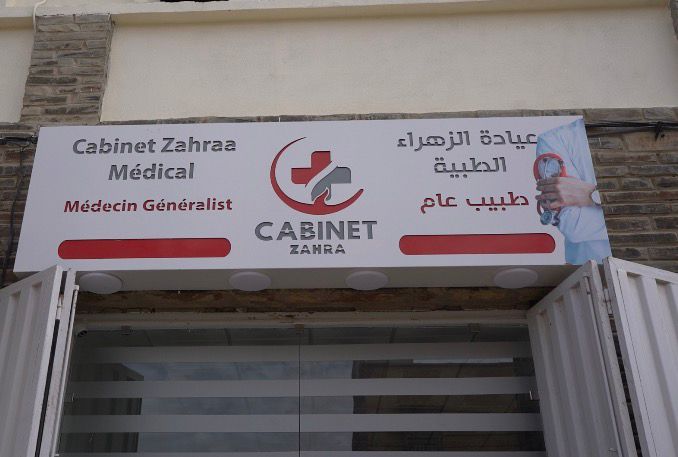 Cabinet Zahraa
Médical
Médecin Généralist
CABINET
ZAHRA
عيادة الزهراء
الطبية
طبيب عام